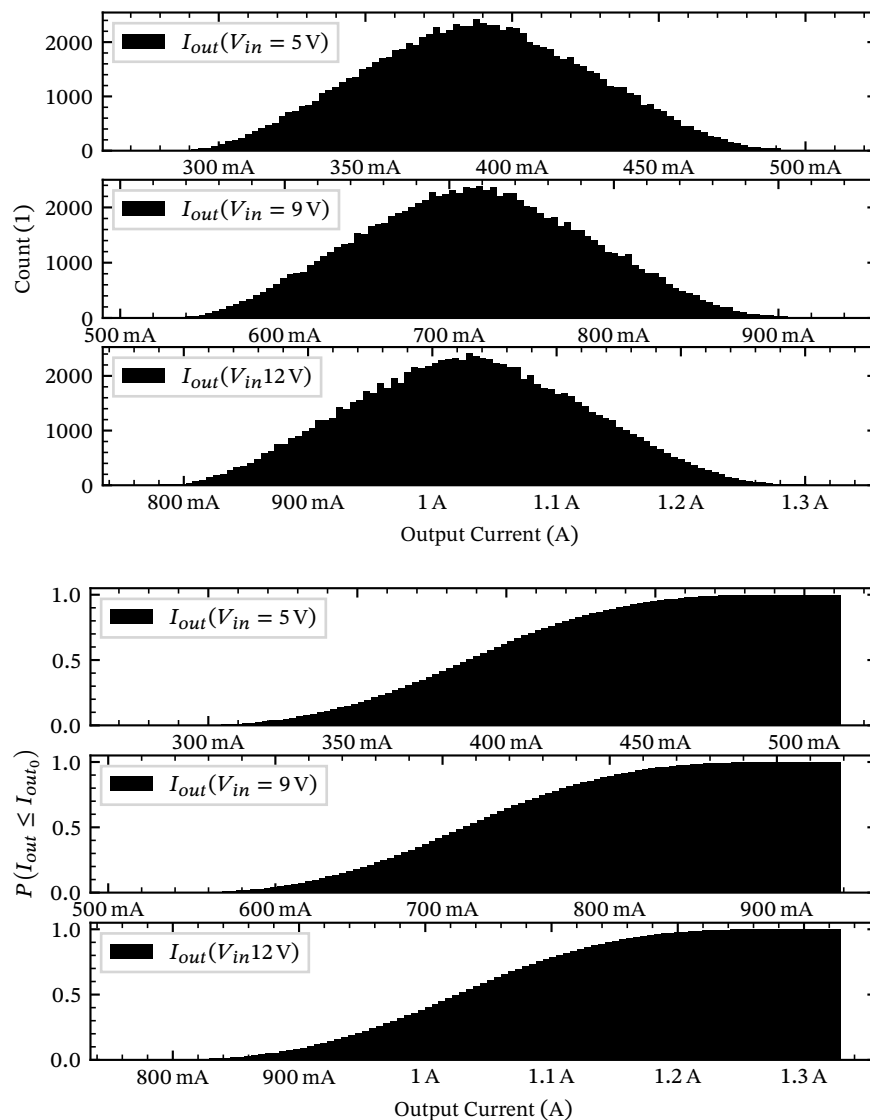 2000
1000
0
I_out(V_in = 5 V)
300 mA 350 mA 400 mA 450 mA 500 mA
Count (1)
2000
1000
0
I_out(V_in = 9 V)
500 mA 600 mA 700 mA 800 mA 900 mA
2000
1000
0
I_out(V_in12 V)
800 mA 900 mA 1 A 1.1 A 1.2 A 1.3 A
Output Current (A)
1.0
0.5
0.0
I_out(V_in = 5 V)
300 mA 350 mA 400 mA 450 mA 500 mA
P(I_out ≤ I_out_0)
1.0
0.5
0.0
I_out(V_in = 9 V)
500 mA 600 mA 700 mA 800 mA 900 mA
1.0
0.5
0.0
I_out(V_in12 V)
800 mA 900 mA 1 A 1.1 A 1.2 A 1.3 A
Output Current (A)